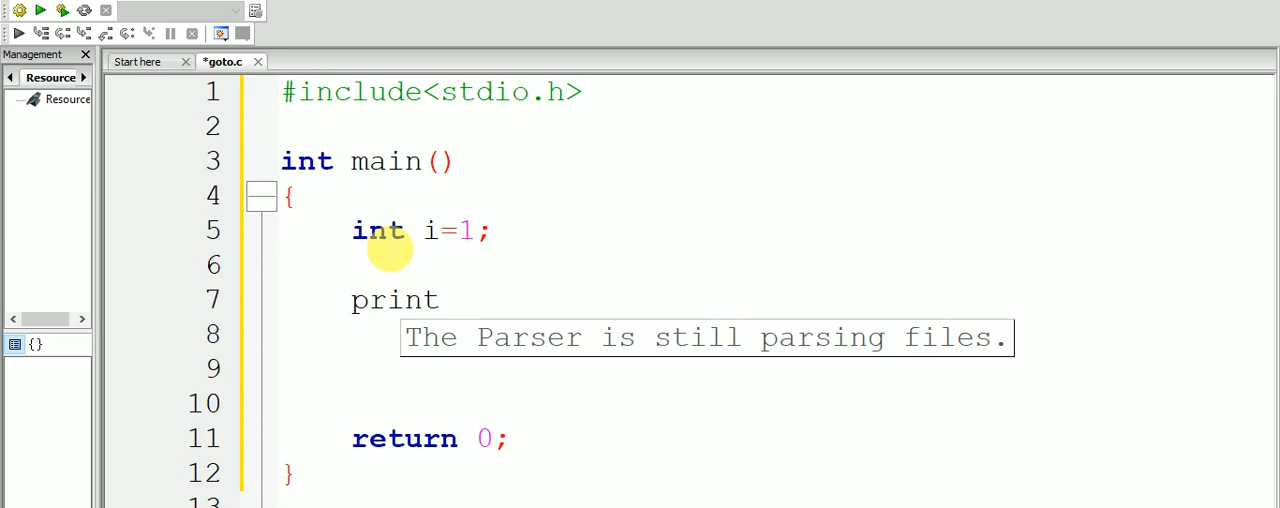 Management
Start here
*goto.c
Resource
Resource
{}
1 #include<stdio.h>
2
3 int main()
4 {
5 int i=1;
6
7 print
The Parser is still parsing files.
8
9
10
11 return 0;
12 }
13